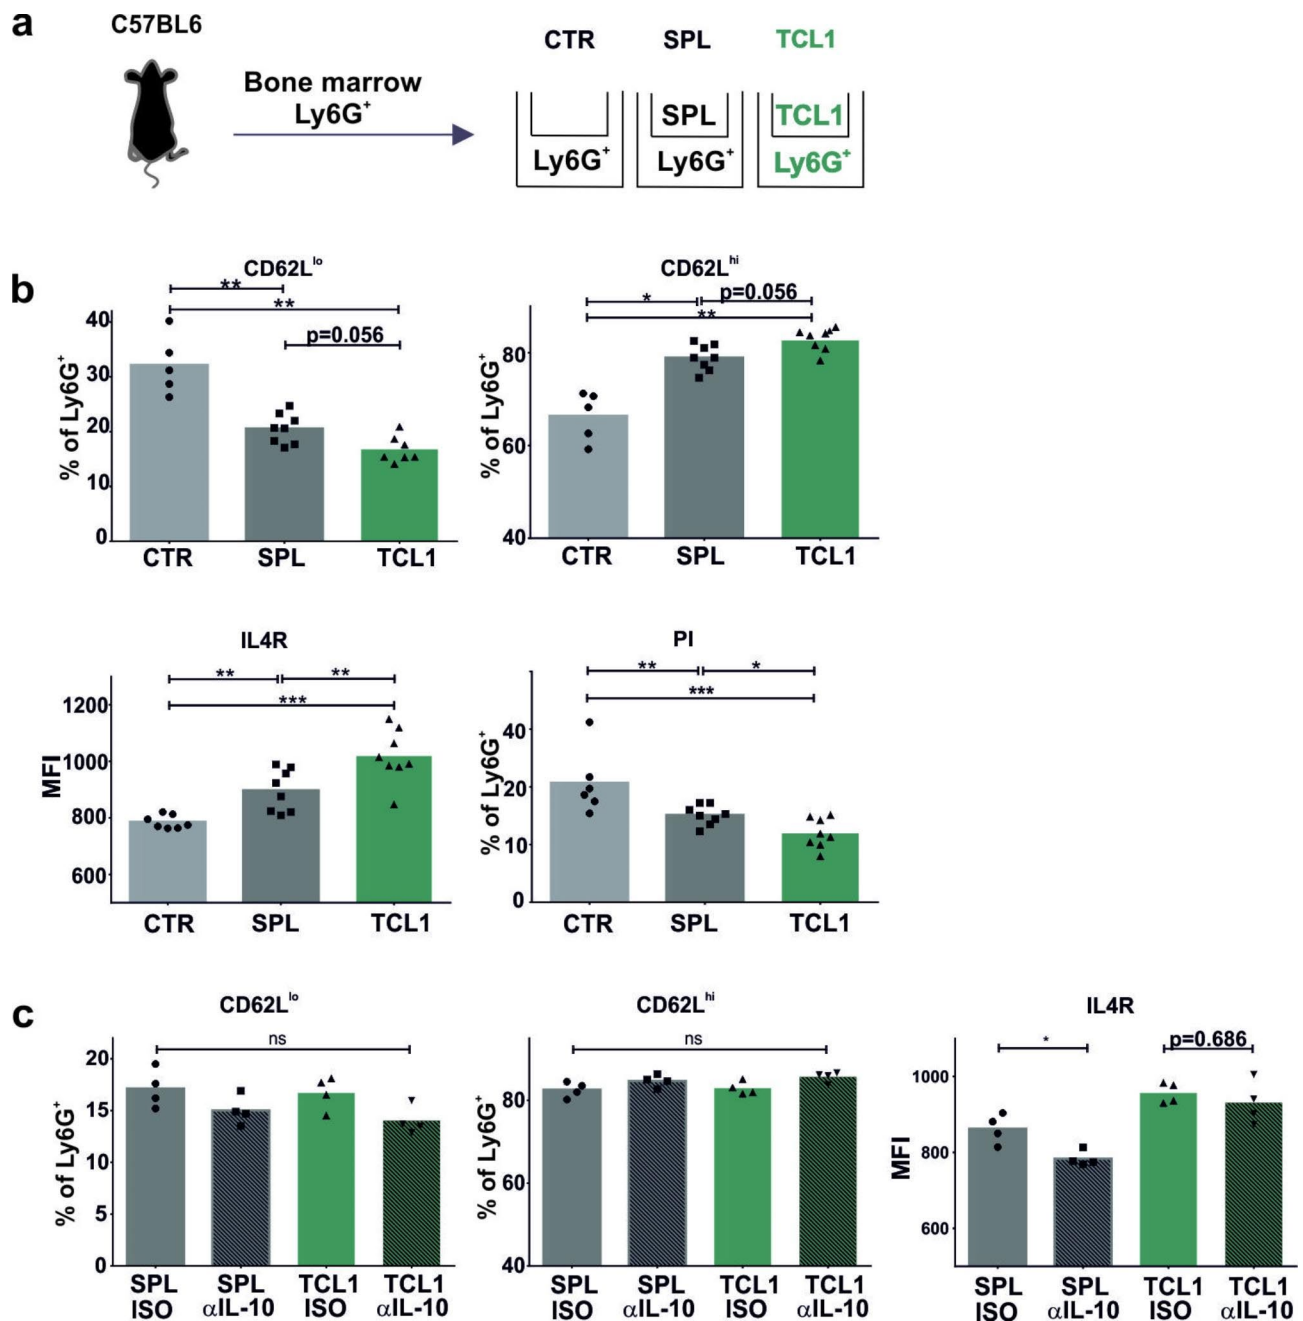 a
C57BL6
Bone marrow
Ly6G⁺
CTR SPL TCL1
SPL TCL1
Ly6G⁺ Ly6G⁺ Ly6G⁺
b
CD62Lˡᵒ
**
**
p=0.056
% of Ly6G⁺
40
30
20
10
0
CTR SPL TCL1
CD62Lʰⁱ
* p=0.056
**
% of Ly6G⁺
80
60
40
CTR SPL TCL1
IL4R
** **
***
MFI
1200
1000
800
600
CTR SPL TCL1
PI
** *
***
% of Ly6G⁺
40
20
10
0
CTR SPL TCL1
c
CD62Lˡᵒ
ns
% of Ly6G⁺
20
15
10
5
0
SPL SPL TCL1 TCL1
ISO αIL-10 ISO αIL-10
CD62Lʰⁱ
ns
% of Ly6G⁺
80
60
40
SPL SPL TCL1 TCL1
ISO αIL-10 ISO αIL-10
IL4R
* p=0.686
MFI
1000
800
600
SPL SPL TCL1 TCL1
ISO αIL-10 ISO αIL-10